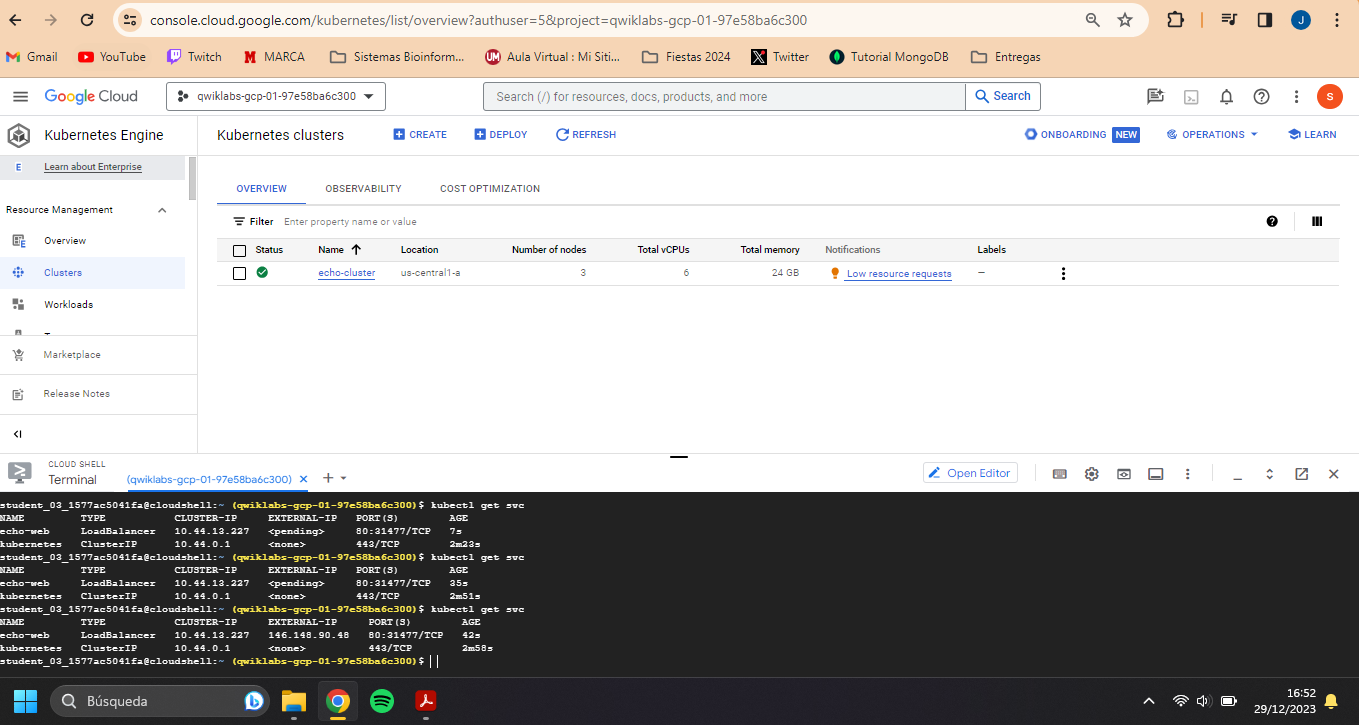 console.cloud.google.com/kubernetes/list/overview?authuser=5&project=qwiklabs-gcp-01-97e58ba6c300
J
Gmail YouTube Twitch MARCA Sistemas Bioinform... Aula Virtual : Mi Siti... Fiestas 2024 Twitter Tutorial MongoDB Entregas
Google Cloud qwiklabs-gcp-01-97e58ba6c300 Search (/) for resources, docs, products, and more Search S
Kubernetes Engine Kubernetes clusters CREATE DEPLOY REFRESH ONBOARDING NEW OPERATIONS LEARN
E Learn about Enterprise
OVERVIEW OBSERVABILITY COST OPTIMIZATION
Resource Management
Filter Enter property name or value
Overview
Status Name Location Number of nodes Total vCPUs Total memory Notifications Labels
Clusters
echo-cluster us-central1-a 3 6 24 GB Low resource requests –
Workloads
Marketplace
Release Notes
CLOUD SHELL
Terminal (qwiklabs-gcp-01-97e58ba6c300) Open Editor
student_03_1577ac5041fa@cloudshell:~ (qwiklabs-gcp-01-97e58ba6c300)$ kubectl get svc
NAME TYPE CLUSTER-IP EXTERNAL-IP PORT(S) AGE
echo-web LoadBalancer 10.44.13.227 <pending> 80:31477/TCP 7s
kubernetes ClusterIP 10.44.0.1 <none> 443/TCP 2m23s
student_03_1577ac5041fa@cloudshell:~ (qwiklabs-gcp-01-97e58ba6c300)$ kubectl get svc
NAME TYPE CLUSTER-IP EXTERNAL-IP PORT(S) AGE
echo-web LoadBalancer 10.44.13.227 <pending> 80:31477/TCP 35s
kubernetes ClusterIP 10.44.0.1 <none> 443/TCP 2m51s
student_03_1577ac5041fa@cloudshell:~ (qwiklabs-gcp-01-97e58ba6c300)$ kubectl get svc
NAME TYPE CLUSTER-IP EXTERNAL-IP PORT(S) AGE
echo-web LoadBalancer 10.44.13.227 146.148.90.48 80:31477/TCP 42s
kubernetes ClusterIP 10.44.0.1 <none> 443/TCP 2m58s
student_03_1577ac5041fa@cloudshell:~ (qwiklabs-gcp-01-97e58ba6c300)$
Búsqueda
16:52
29/12/2023